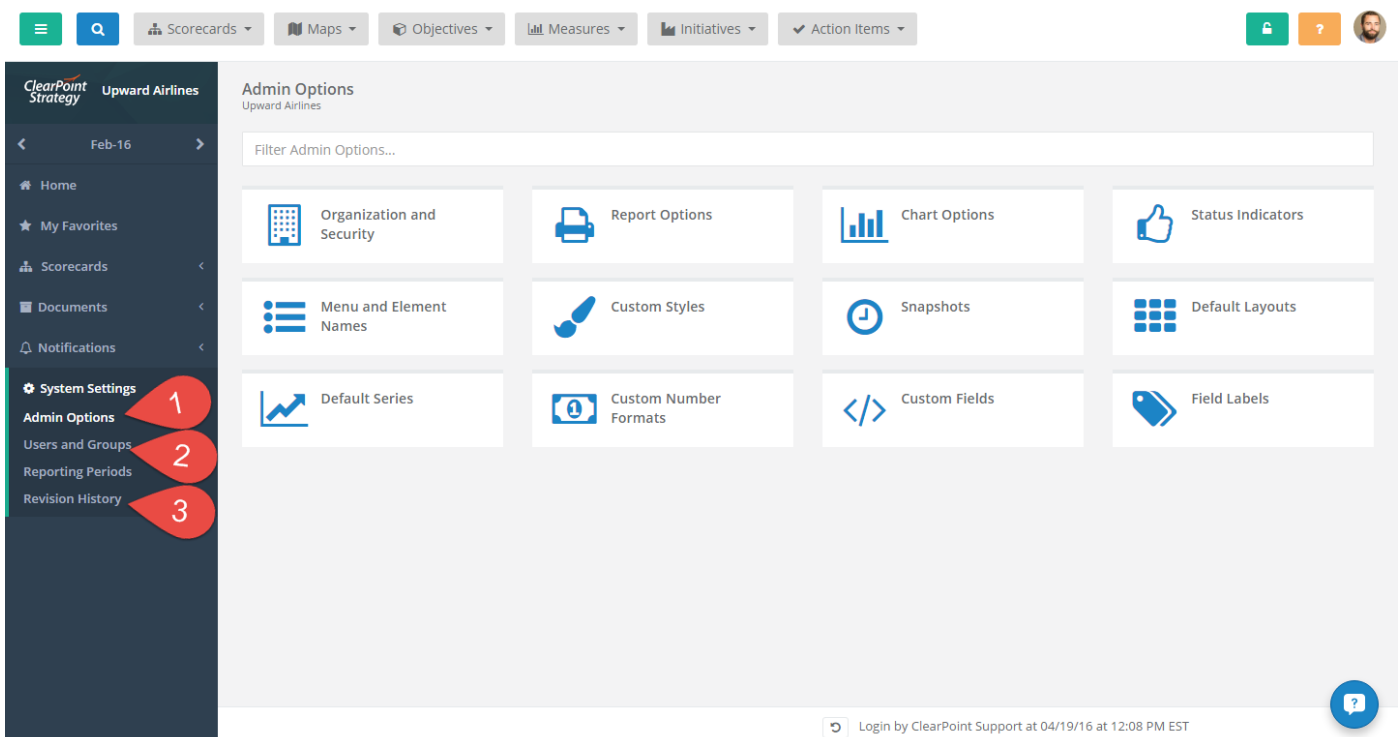 Scorecards
Maps
Objectives
Measures
Initiatives
Action Items
?
ClearPoint
Strategy
Upward Airlines
Feb-16
Home
My Favorites
Scorecards
Documents
Notifications
System Settings
Admin Options
Users and Groups
Reporting Periods
Revision History
1
2
3
Admin Options
Upward Airlines
Filter Admin Options...
Organization and
Security
Report Options
Chart Options
Status Indicators
Menu and Element
Names
Custom Styles
Snapshots
Default Layouts
Default Series
1
Custom Number
Formats
</>
Custom Fields
Field Labels
?
Login by ClearPoint Support at 04/19/16 at 12:08 PM EST